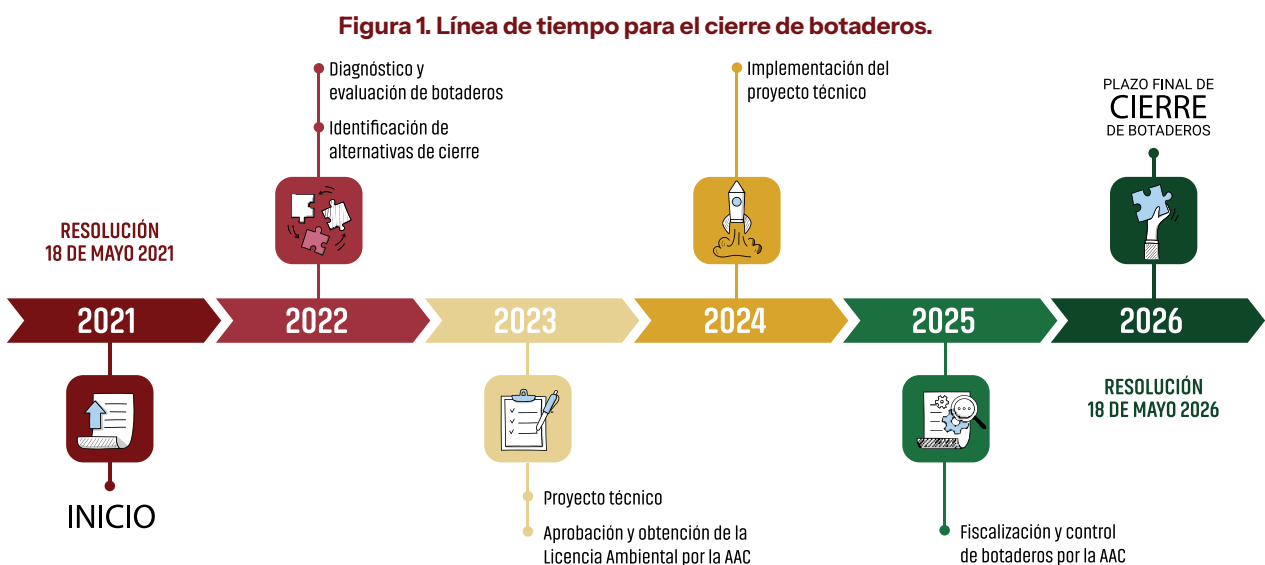 Figura 1. Línea de tiempo para el cierre de botaderos.
Diagnóstico y
evaluación de botaderos
Identificación de
alternativas de cierre
Implementación del
proyecto técnico
PLAZO FINAL DE
CIERRE
DE BOTADEROS
RESOLUCIÓN
18 DE MAYO 2021
2021
2022
2023
2024
2025
2026
RESOLUCIÓN
18 DE MAYO 2026
INICIO
Proyecto técnico
Aprobación y obtención de la
Licencia Ambiental por la AAC
Fiscalización y control
de botaderos por la AAC